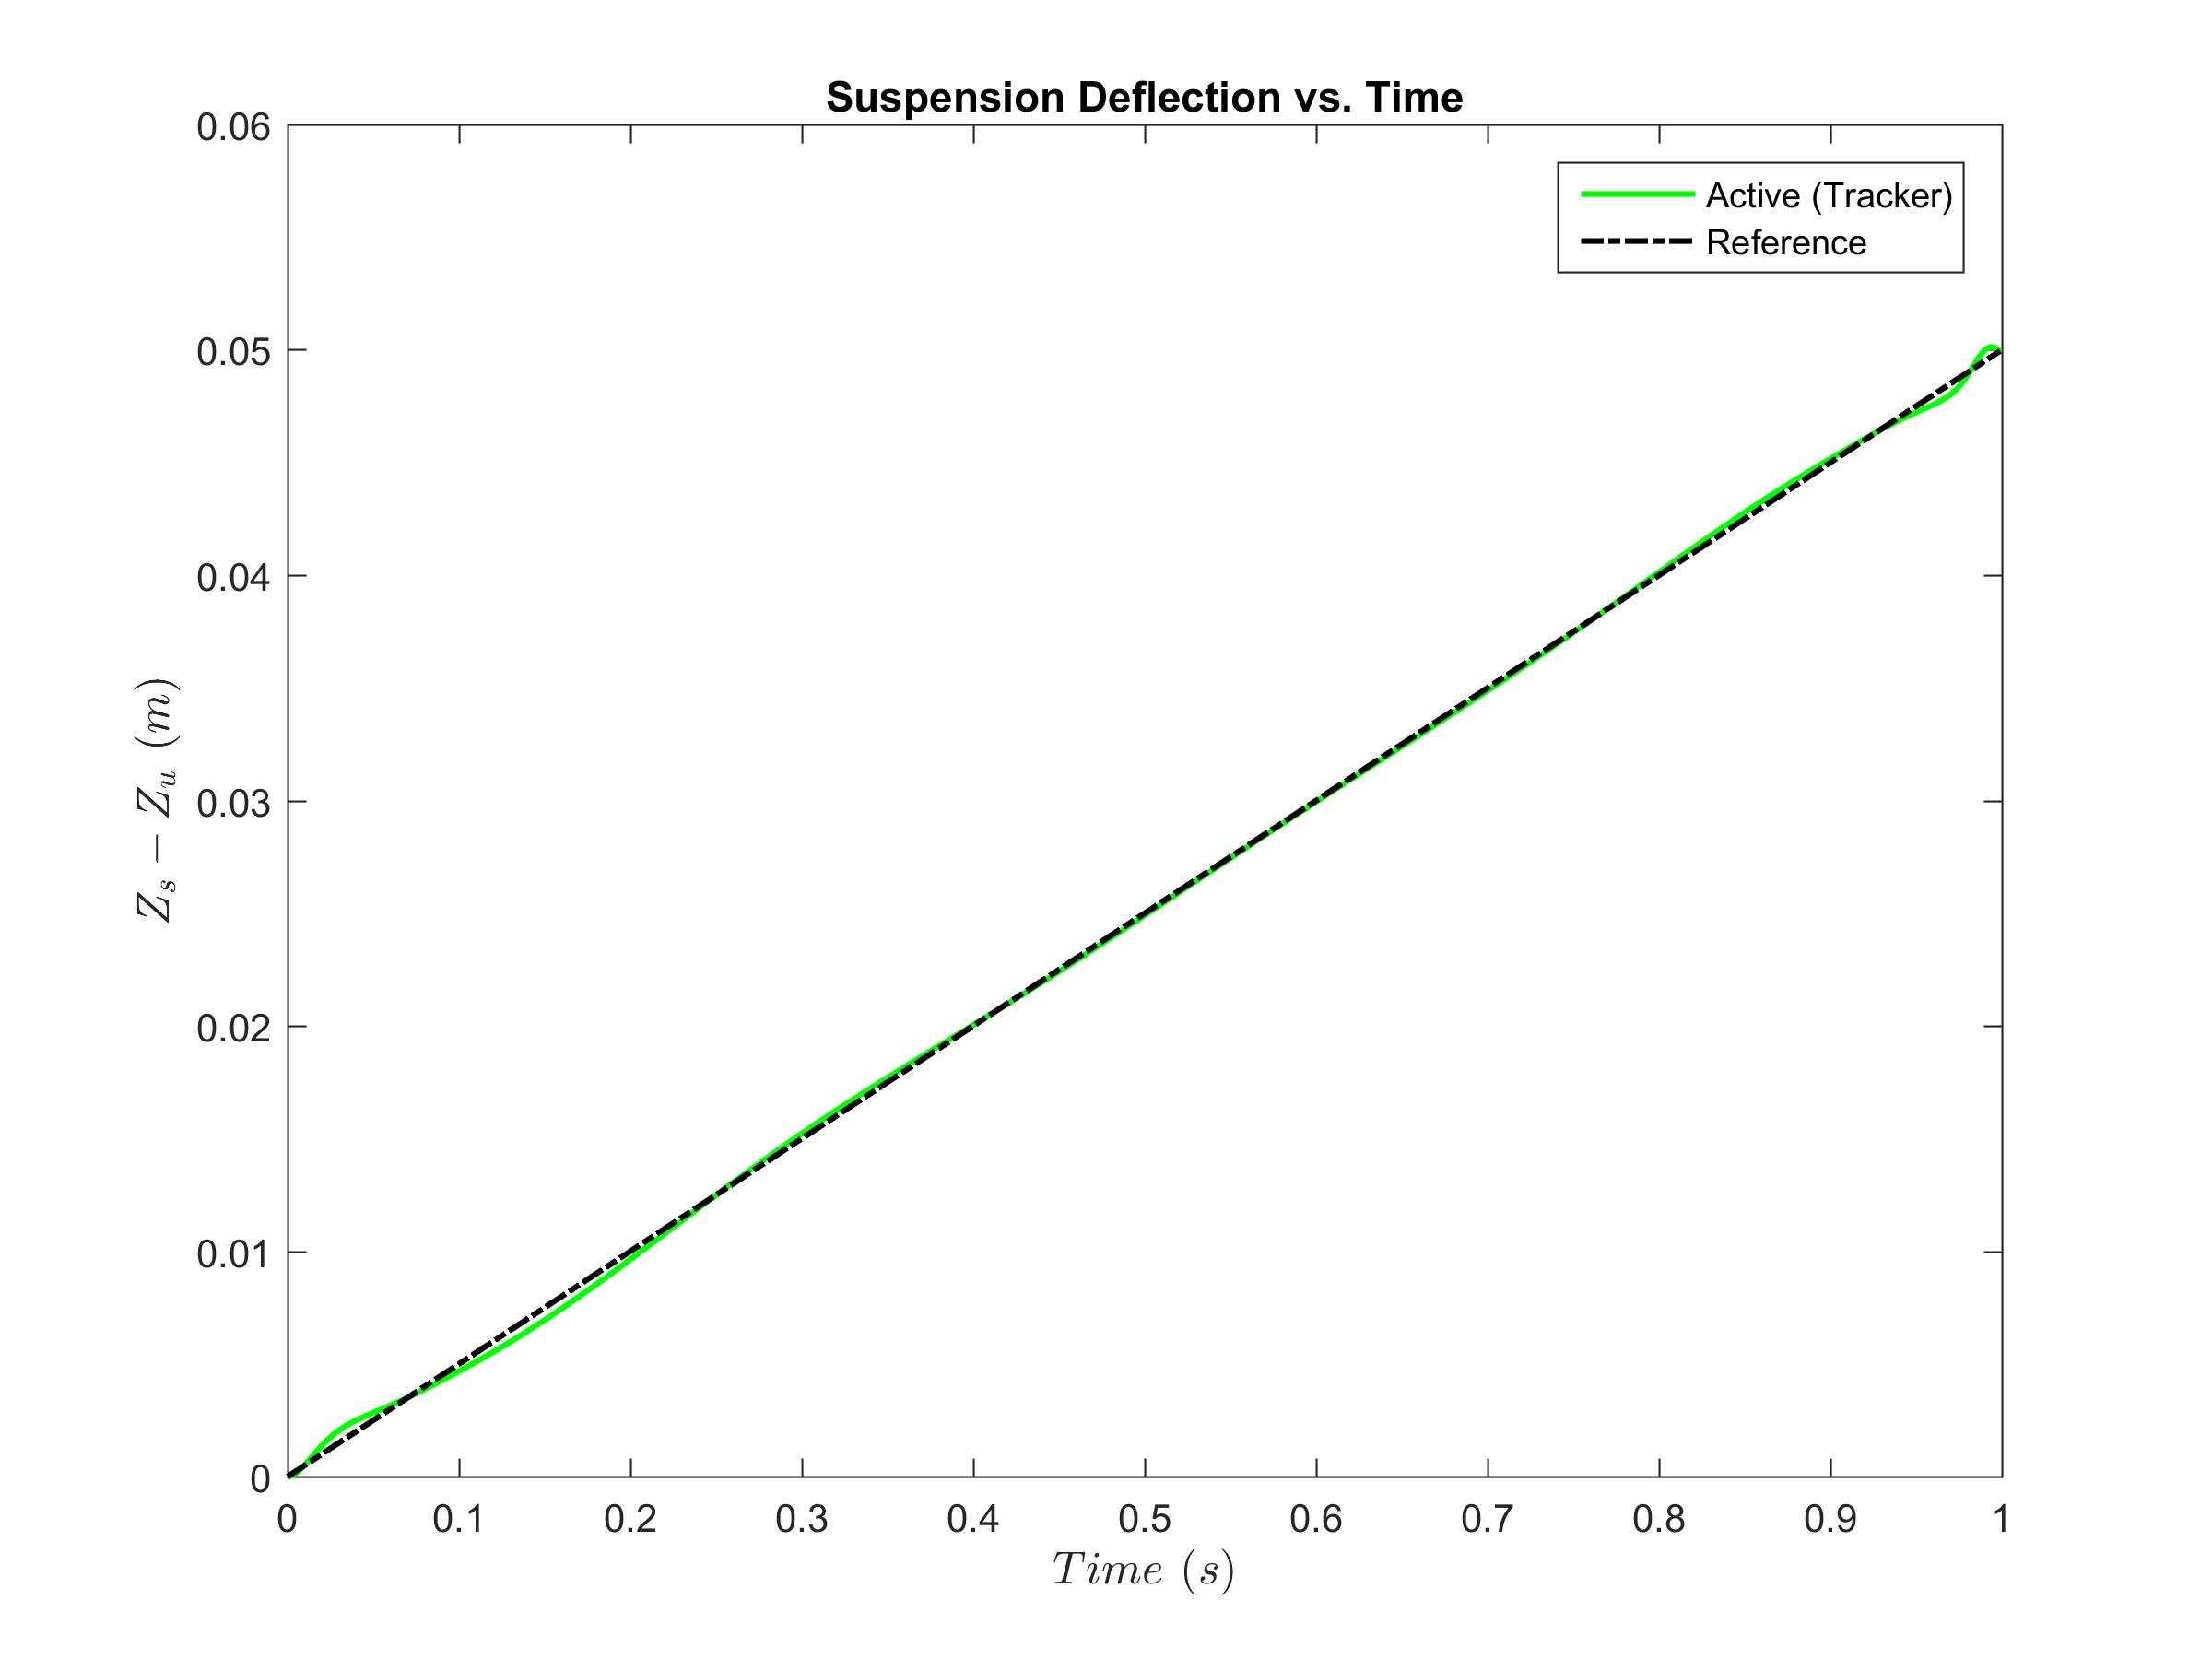 Suspension Deflection vs. Time
0.06
0.05
0.04
0.03
0.02
0.01
0
Active (Tracker)
Reference
Z_s − Z_u (m)
0 0.1 0.2 0.3 0.4 0.5 0.6 0.7 0.8 0.9 1
Time (s)